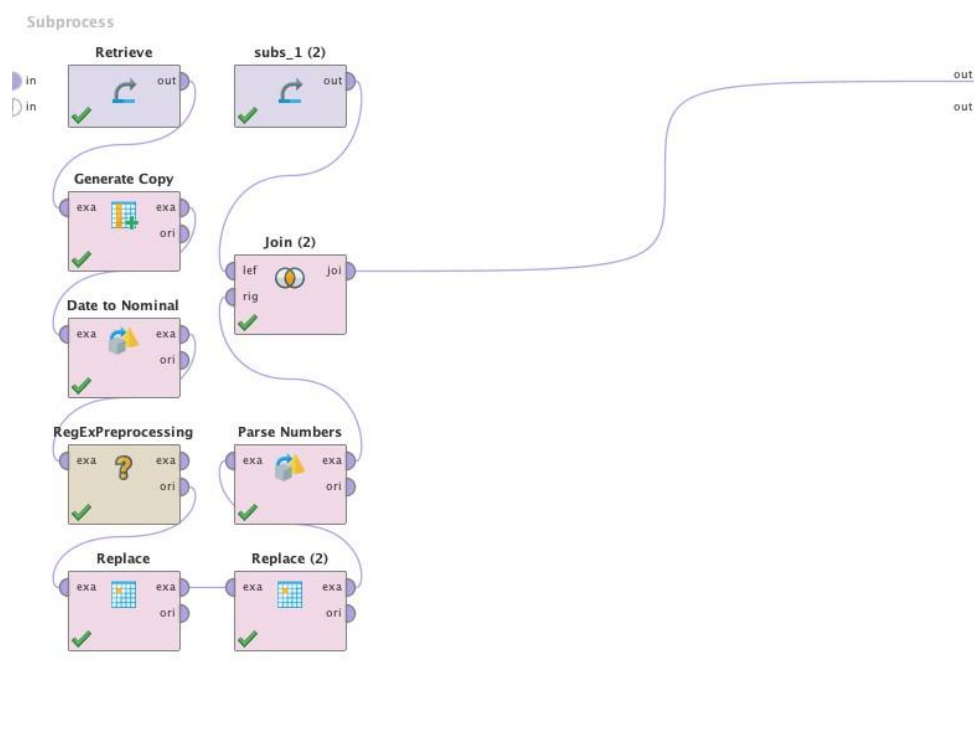 Subprocess
Retrieve
subs_1 (2)
in
out
out
out
in
out
Generate Copy
exa
exa
ori
Join (2)
lef
joi
rig
Date to Nominal
exa
exa
ori
RegExPreprocessing
Parse Numbers
exa
exa
exa
exa
ori
ori
Replace
Replace (2)
exa
exa
exa
exa
ori
ori